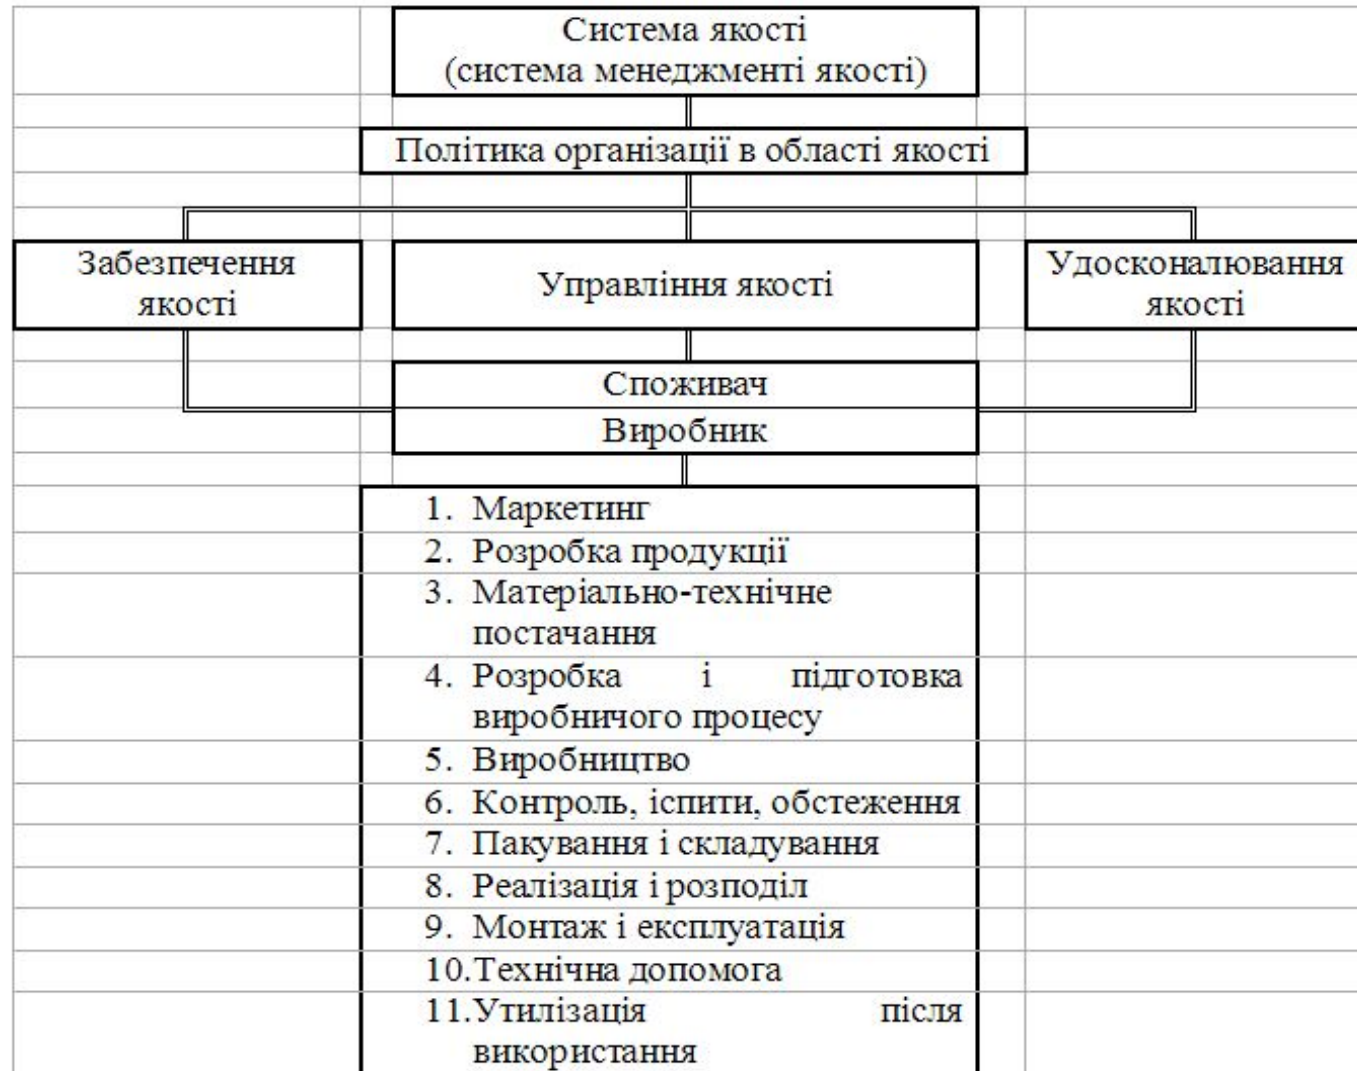 Система якості
(система менеджменті якості)
Політика організації в області якості
Забезпечення
якості
Управління якості
Удосконалювання
якості
Споживач
Виробник
1. Маркетинг
2. Розробка продукції
3. Матеріально-технічне
постачання
4. Розробка і підготовка
виробничого процесу
5. Виробництво
6. Контроль, іспити, обстеження
7. Пакування і складування
8. Реалізація і розподіл
9. Монтаж і експлуатація
10.Технічна допомога
11.Утилізація після
використання